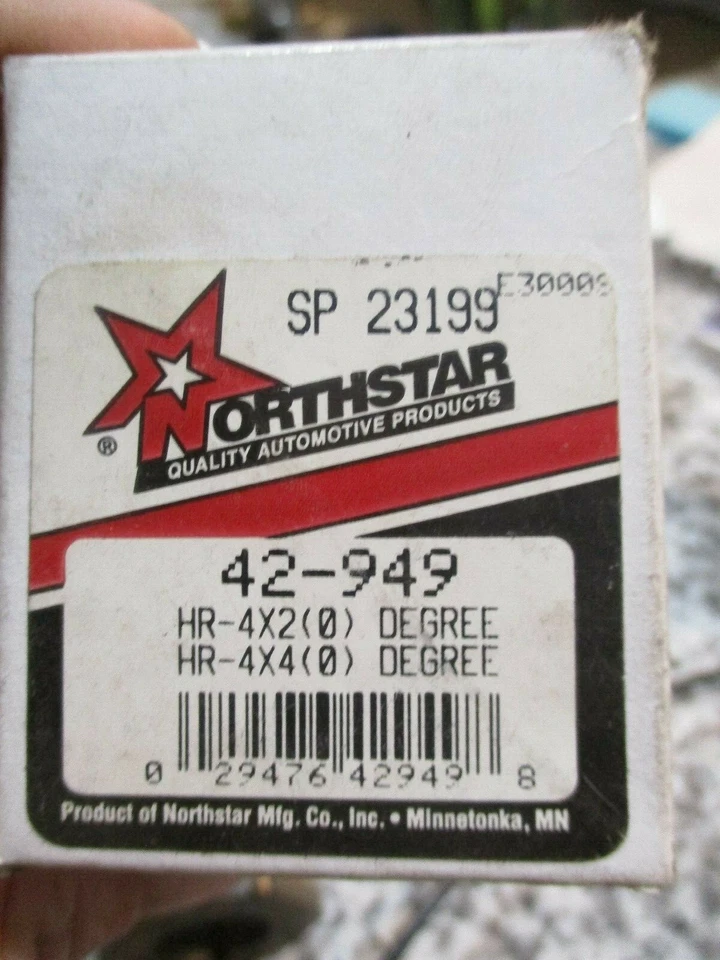 SP 23199
E30009
NORTHSTAR
®
QUALITY AUTOMOTIVE PRODUCTS
42-949
HR-4X2(0) DEGREE
HR-4X4(0) DEGREE
0 29476 42949 8
Product of Northstar Mfg. Co., Inc. • Minnetonka, MN